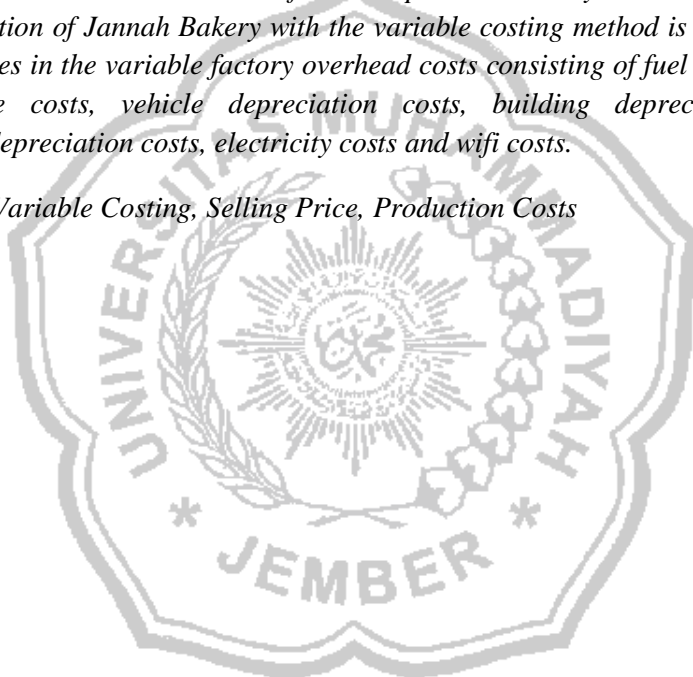 tion of Jannah Bakery with the variable costing method is
es in the variable factory overhead costs consisting of fuel
costs, vehicle depreciation costs, building deprec
depreciation costs, electricity costs and wifi costs.
Variable Costing, Selling Price, Production Costs
UNIVERSITAS MUHAMMADIYAH
* JEMBER *